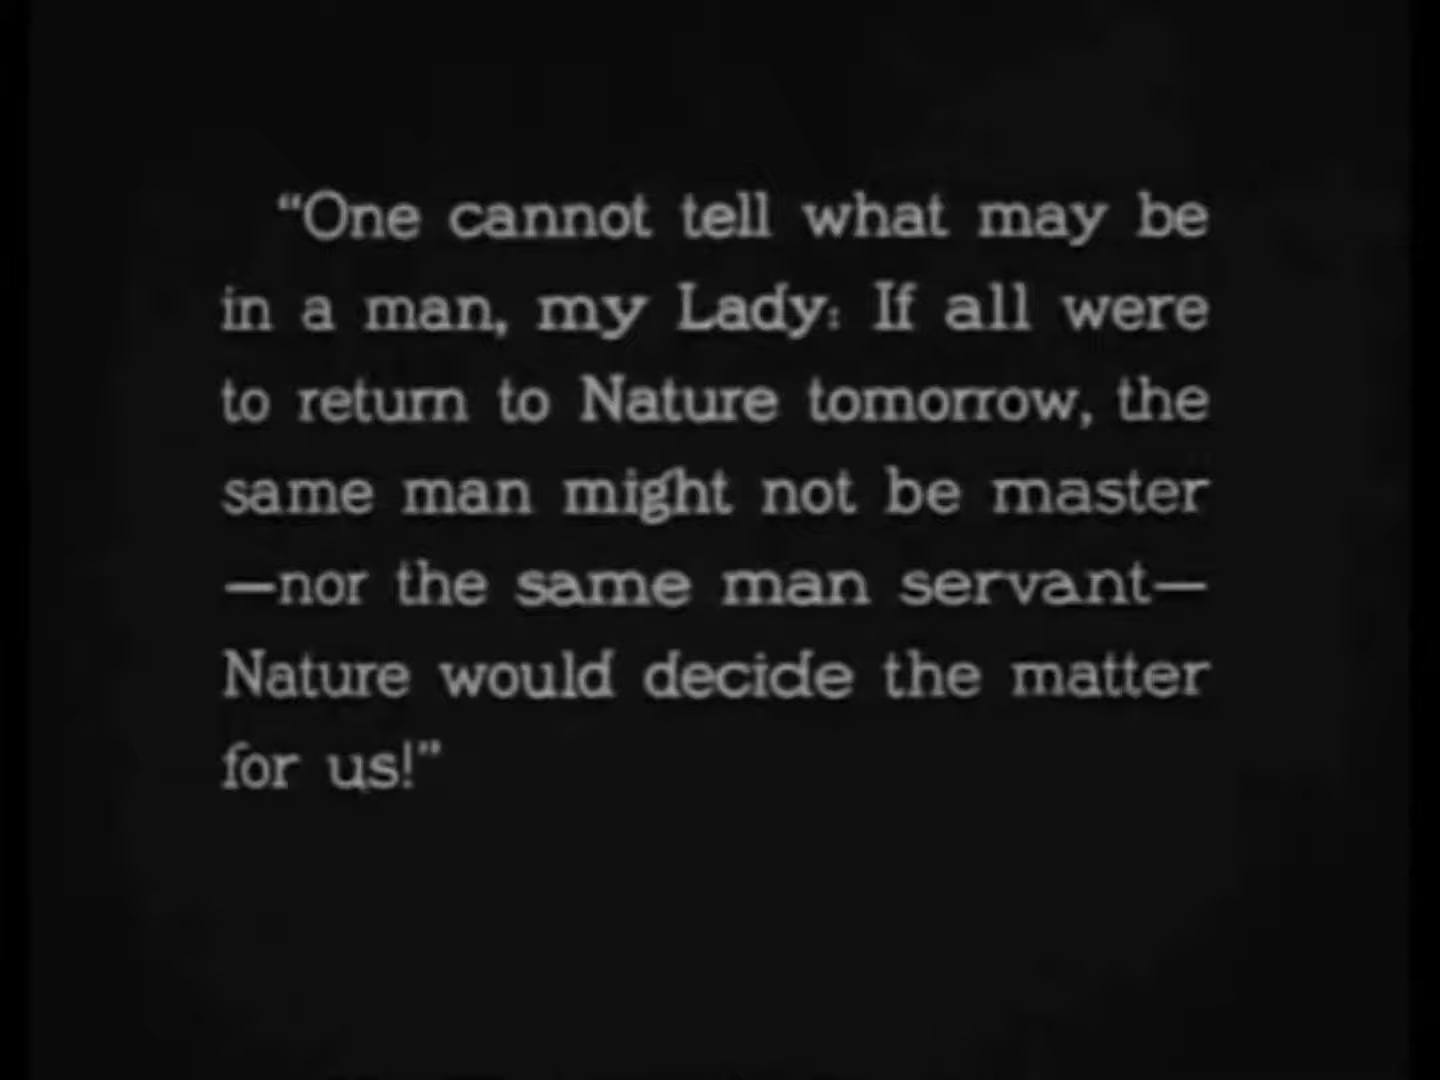 “One cannot tell what may be
in a man, my Lady: If all were
to return to Nature tomorrow, the
same man might not be master
—nor the same man servant—
Nature would decide the matter
for us!”